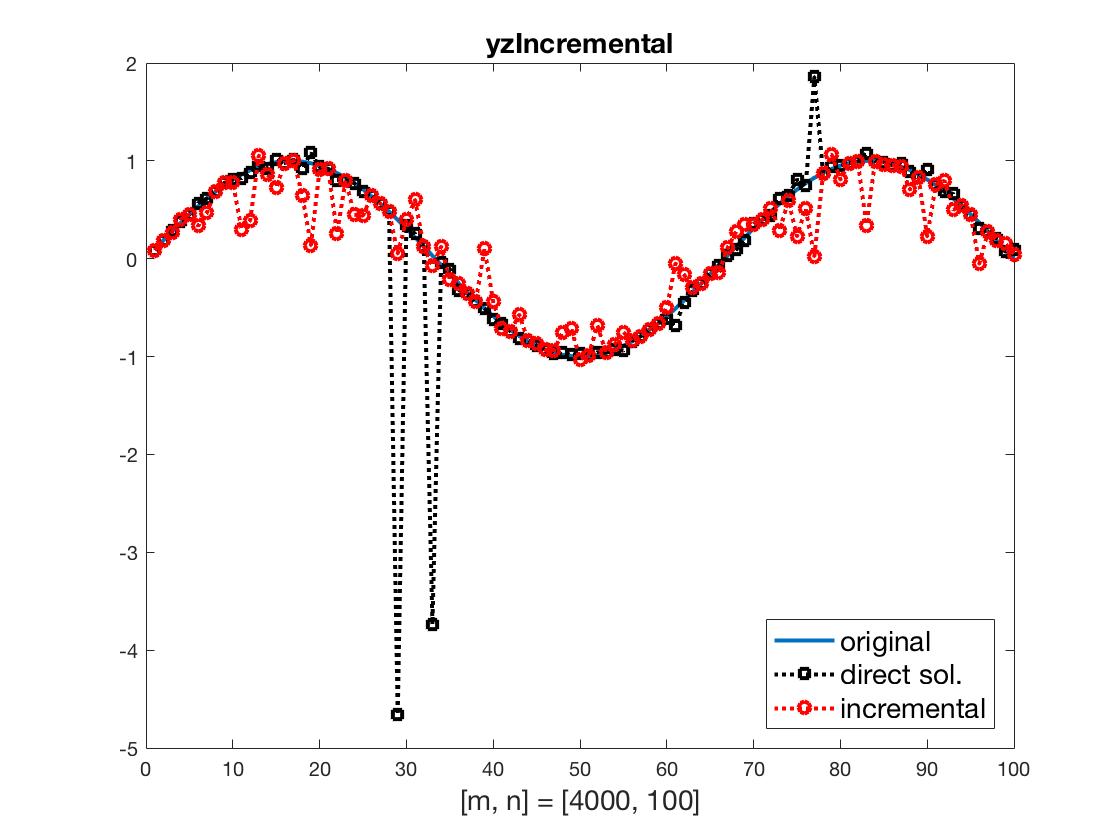 yzIncremental
2
1
0
-1
-2
-3
-4
-5
0 10 20 30 40 50 60 70 80 90 100
[m, n] = [4000, 100]
original
direct sol.
incremental